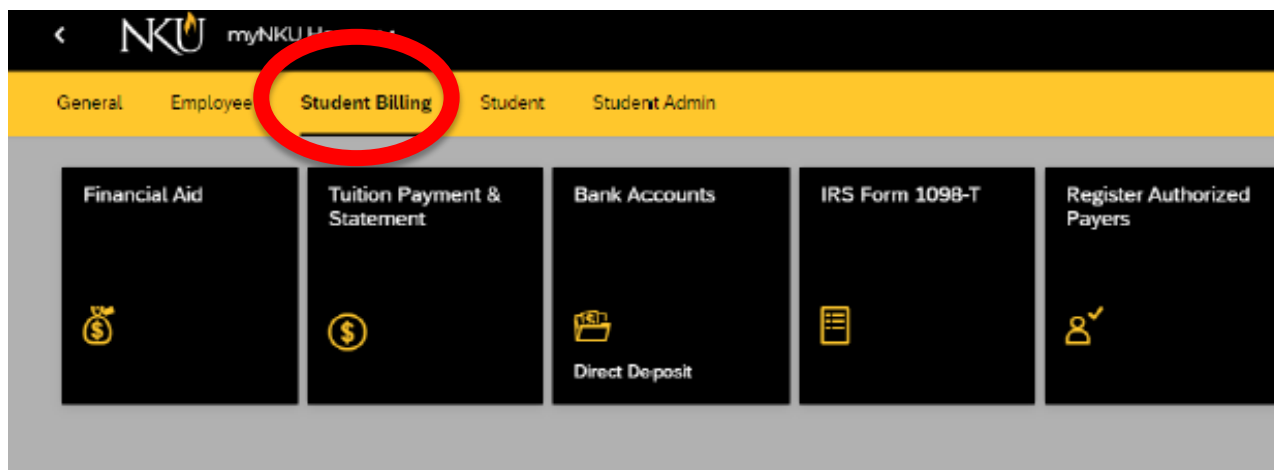 NKU myNKU
General Employee Student Billing Student Student Admin
Financial Aid
Tuition Payment &
Statement
Bank Accounts
Direct Deposit
IRS Form 1098-T
Register Authorized
Payers